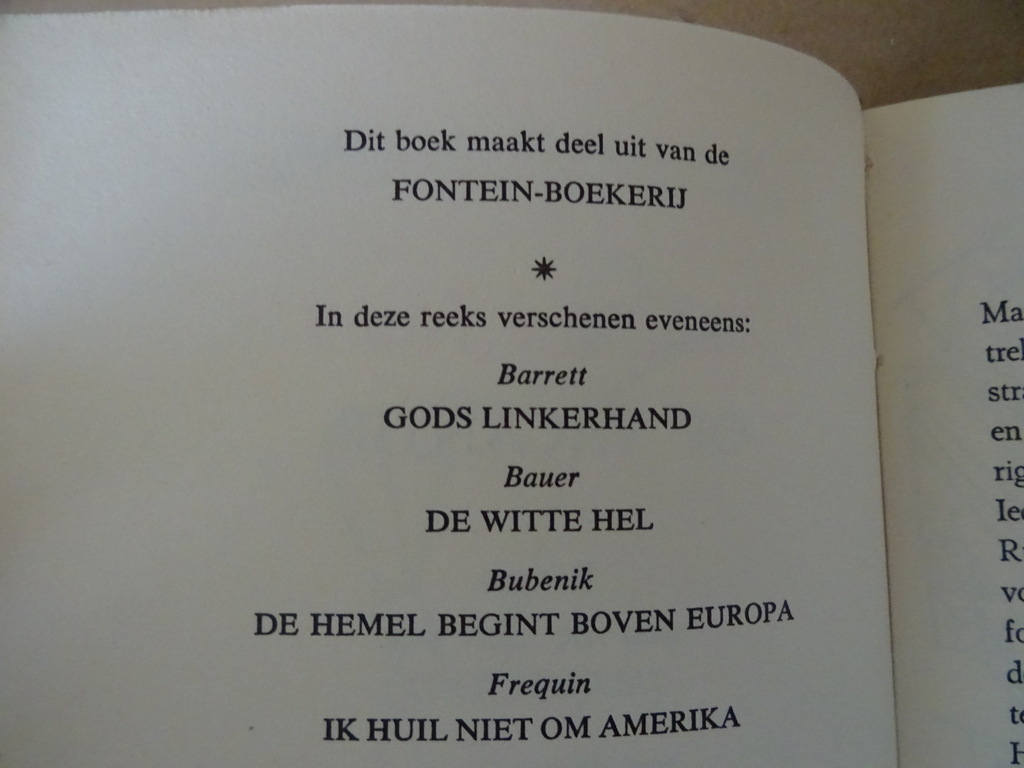 Dit boek maakt deel uit van de
FONTEIN-BOEKERIJ
In deze reeks verschenen eveneens:
Barrett
GODS LINKERHAND
Bauer
DE WITTE HEL
Bubenik
DE HEMEL BEGINT BOVEN EUROPA
Frequin
IK HUIL NIET OM AMERIKA
en